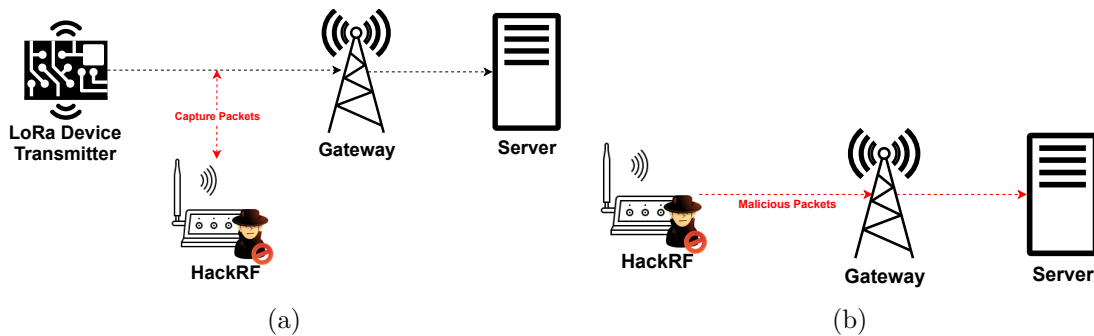 LoRa Device
Transmitter
Capture Packets
Gateway
Server
HackRF
(a)
Malicious Packets
HackRF
Gateway
Server
(b)